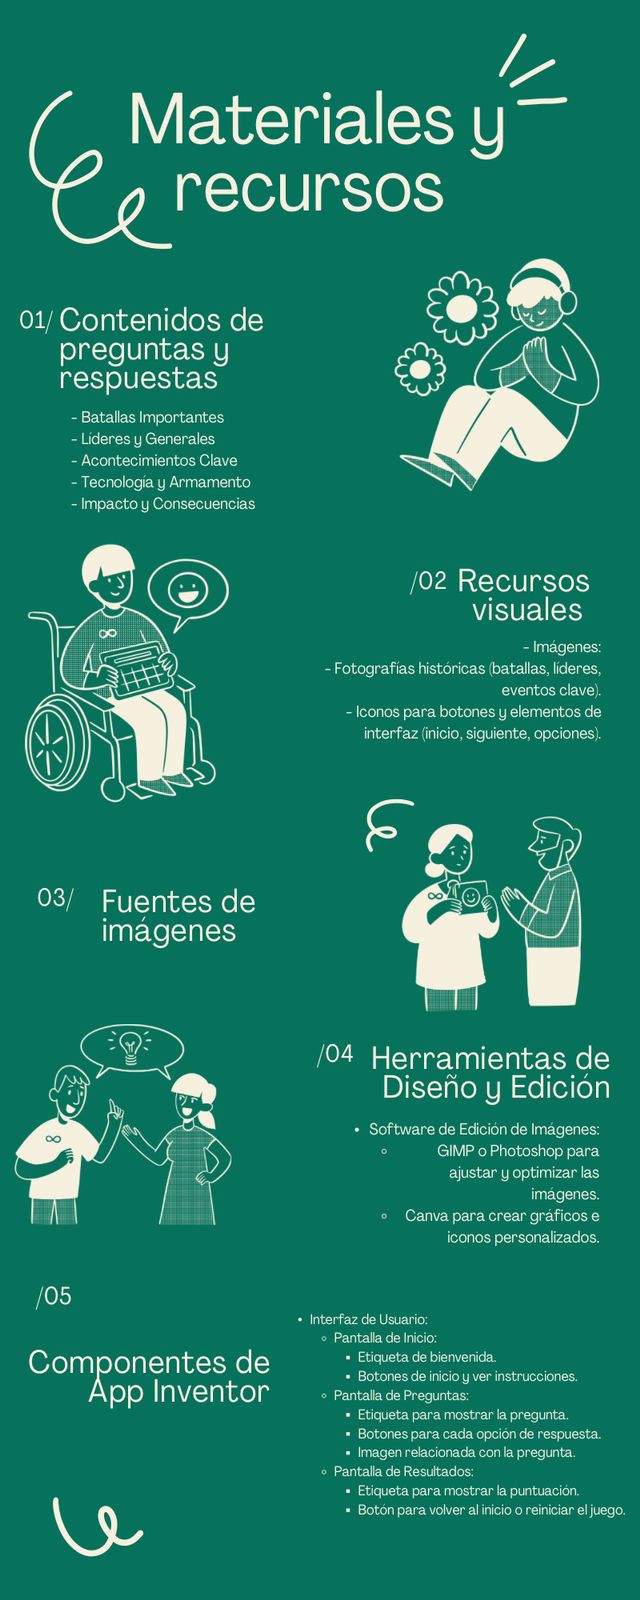 Materiales y
recursos
01/ Contenidos de
preguntas y
respuestas
- Batallas Importantes
- Líderes y Generales
- Acontecimientos Clave
- Tecnología y Armamento
- Impacto y Consecuencias
/02 Recursos
visuales
- Imágenes:
- Fotografías históricas (batallas, líderes,
eventos clave).
- Iconos para botones y elementos de
interfaz (inicio, siguiente, opciones).
03/ Fuentes de
imágenes
/04 Herramientas de
Diseño y Edición
• Software de Edición de Imágenes:
◦ GIMP o Photoshop para
ajustar y optimizar las
imágenes.
◦ Canva para crear gráficos e
iconos personalizados.
/05
Componentes de
App Inventor
• Interfaz de Usuario:
◦ Pantalla de Inicio:
▪ Etiqueta de bienvenida.
▪ Botones de inicio y ver instrucciones.
◦ Pantalla de Preguntas:
▪ Etiqueta para mostrar la pregunta.
▪ Botones para cada opción de respuesta.
▪ Imagen relacionada con la pregunta.
◦ Pantalla de Resultados:
▪ Etiqueta para mostrar la puntuación.
▪ Botón para volver al inicio o reiniciar el juego.